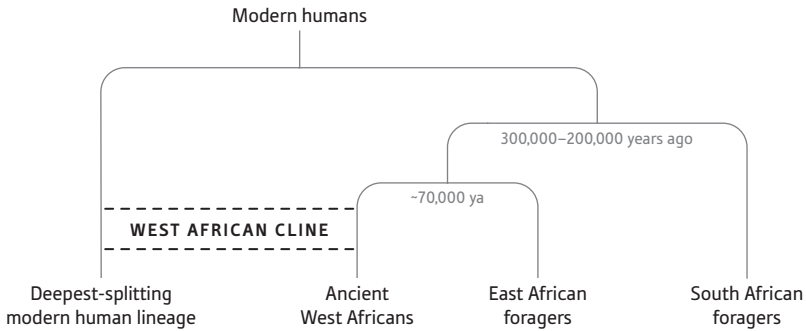 Modern humans
300,000–200,000 years ago
~70,000 ya
WEST AFRICAN CLINE
Deepest-splitting
modern human lineage
Ancient
West Africans
East African
foragers
South African
foragers